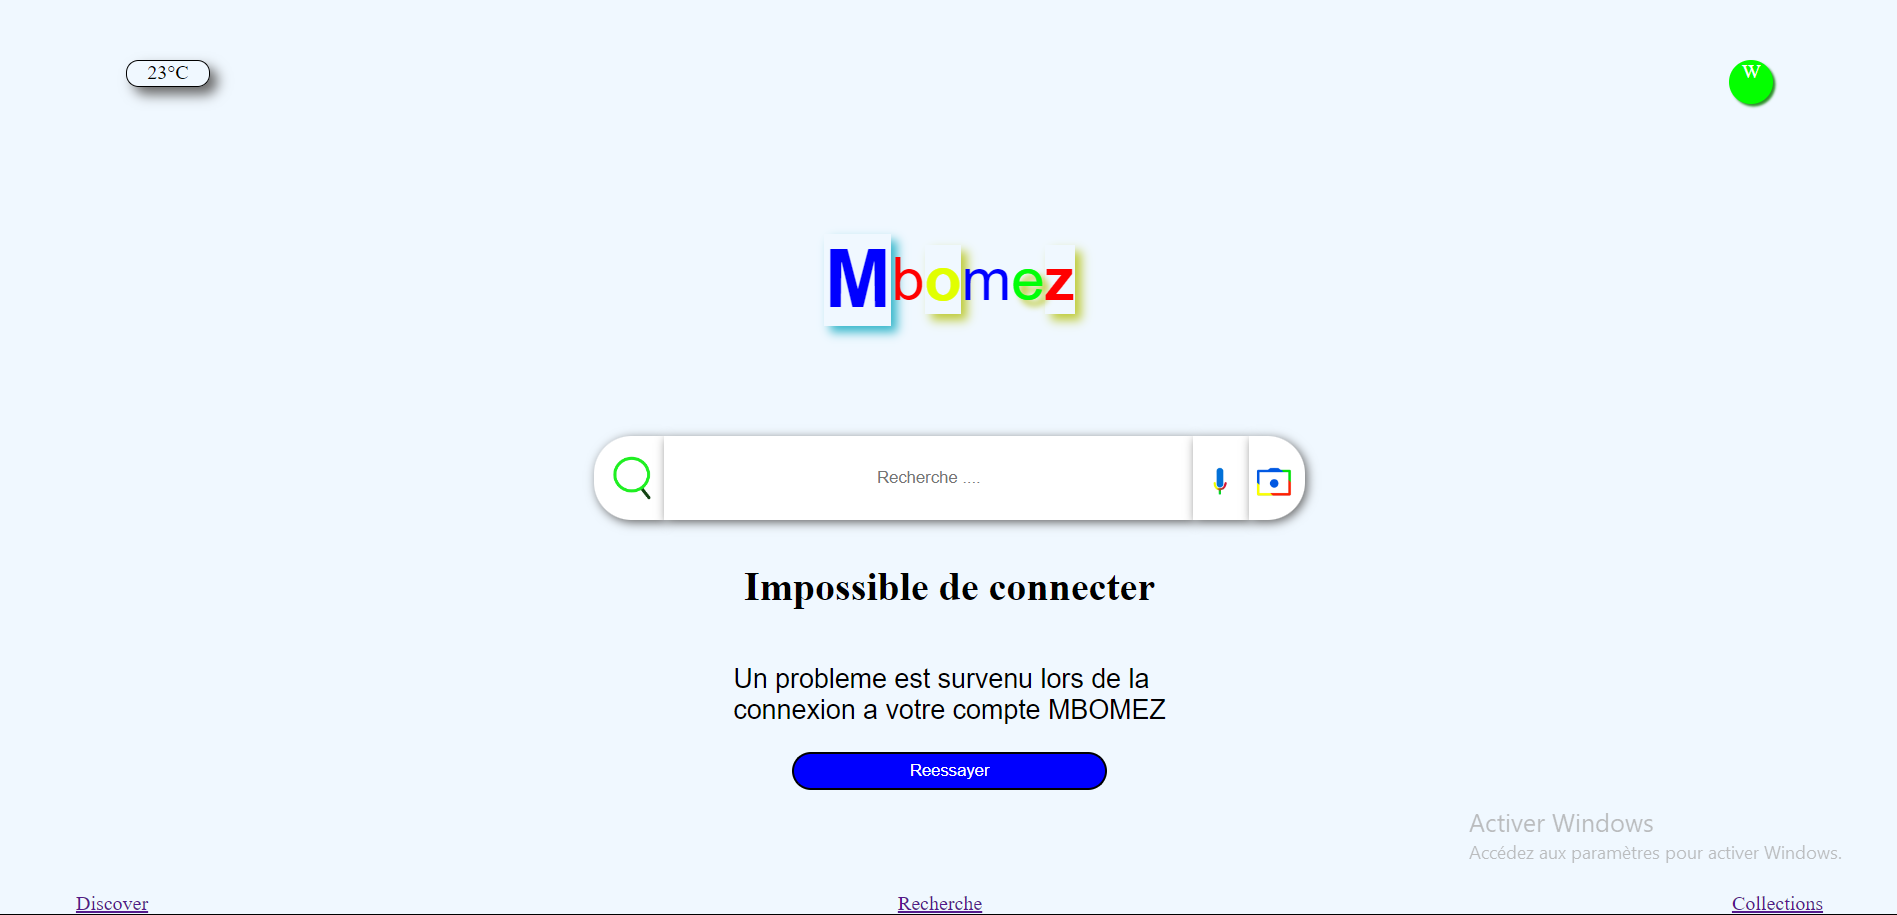 23°C
W
Mbomez
Recherche ....
Impossible de connecter
Un probleme est survenu lors de la
connexion a votre compte MBOMEZ
Reessayer
Activer Windows
Accédez aux paramètres pour activer Windows.
Discover
Recherche
Collections